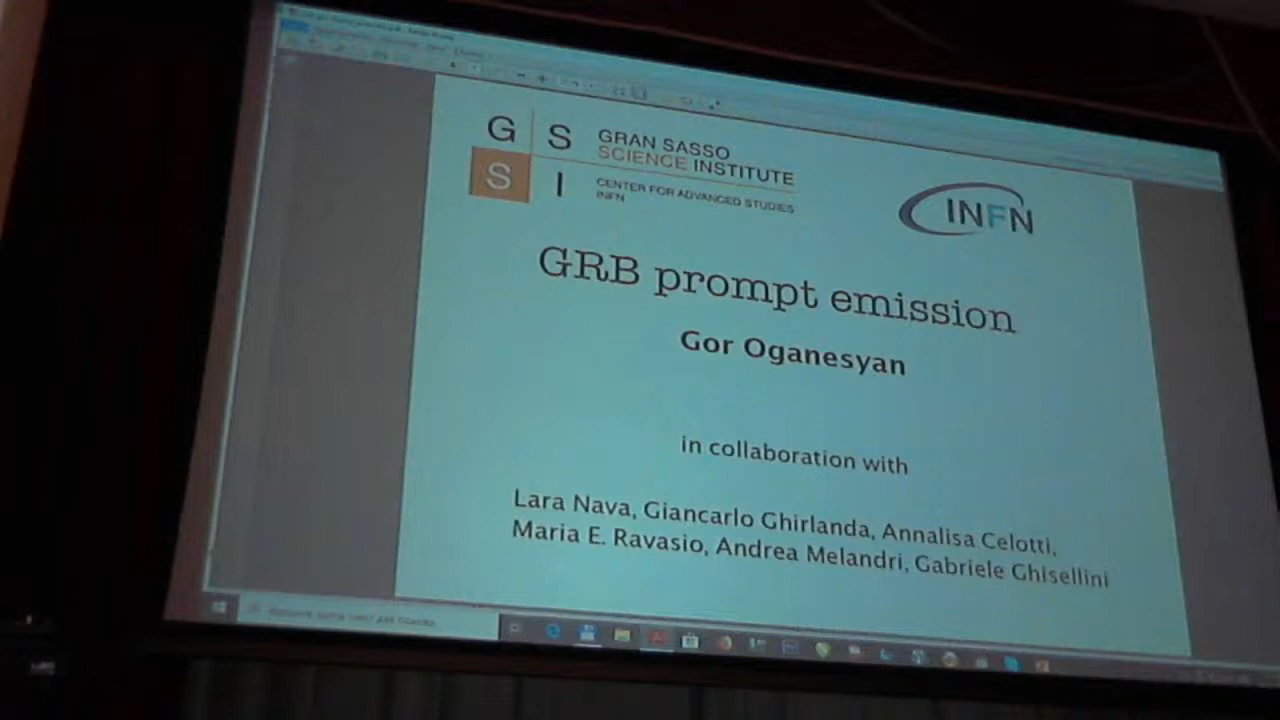 G S
S I
GRAN SASSO
SCIENCE INSTITUTE
CENTER FOR ADVANCED STUDIES
INFN
INFN
GRB prompt emission
Gor Oganesyan
in collaboration with
Lara Nava, Giancarlo Ghirlanda, Annalisa Celotti,
Maria E. Ravasio, Andrea Melandri, Gabriele Ghisellini